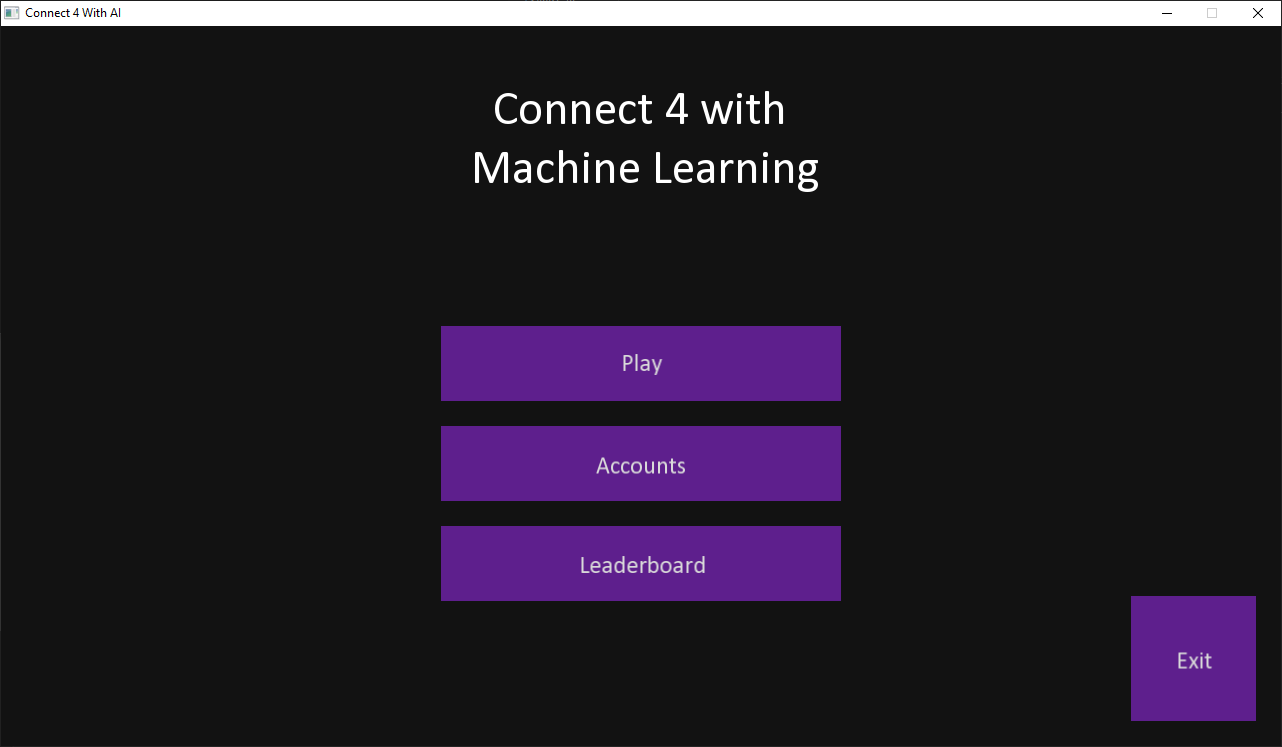 Connect 4 With AI
Connect 4 with
Machine Learning
Play
Accounts
Leaderboard
Exit